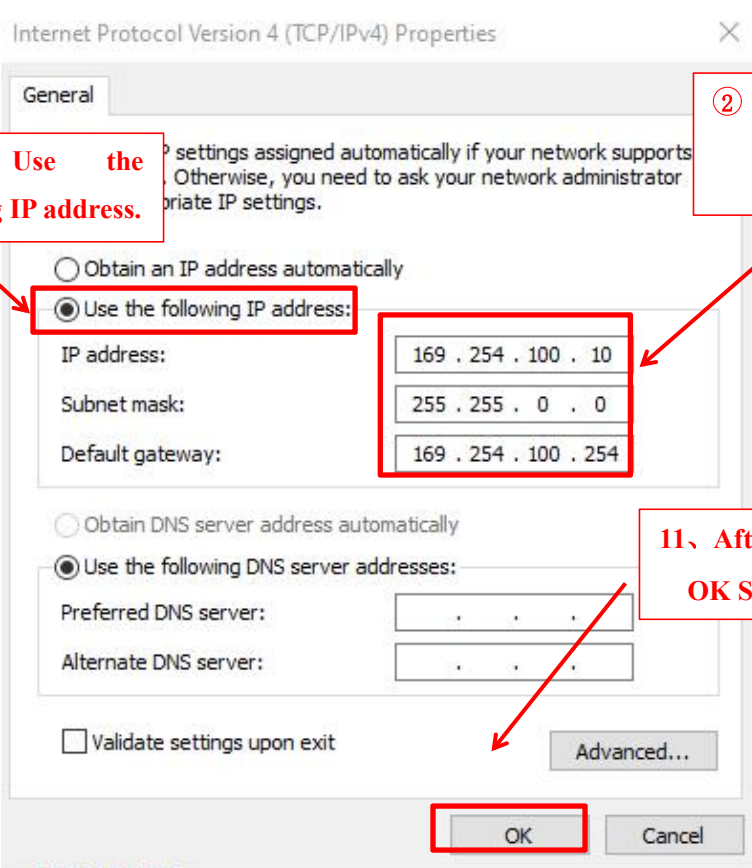 Internet Protocol Version 4 (TCP/IPv4) Properties
General
②
Use the
IP address.
settings assigned automatically if your network supports
. Otherwise, you need to ask your network administrator
IP settings.
Obtain an IP address automatically
Use the following IP address:
IP address: 169 . 254 . 100 . 10
Subnet mask: 255 . 255 . 0 . 0
Default gateway: 169 . 254 . 100 . 254
Obtain DNS server address automatically
11、Aft
OK S
Use the following DNS server addresses:
Preferred DNS server: . . .
Alternate DNS server: . . .
Validate settings upon exit
Advanced...
OK Cancel